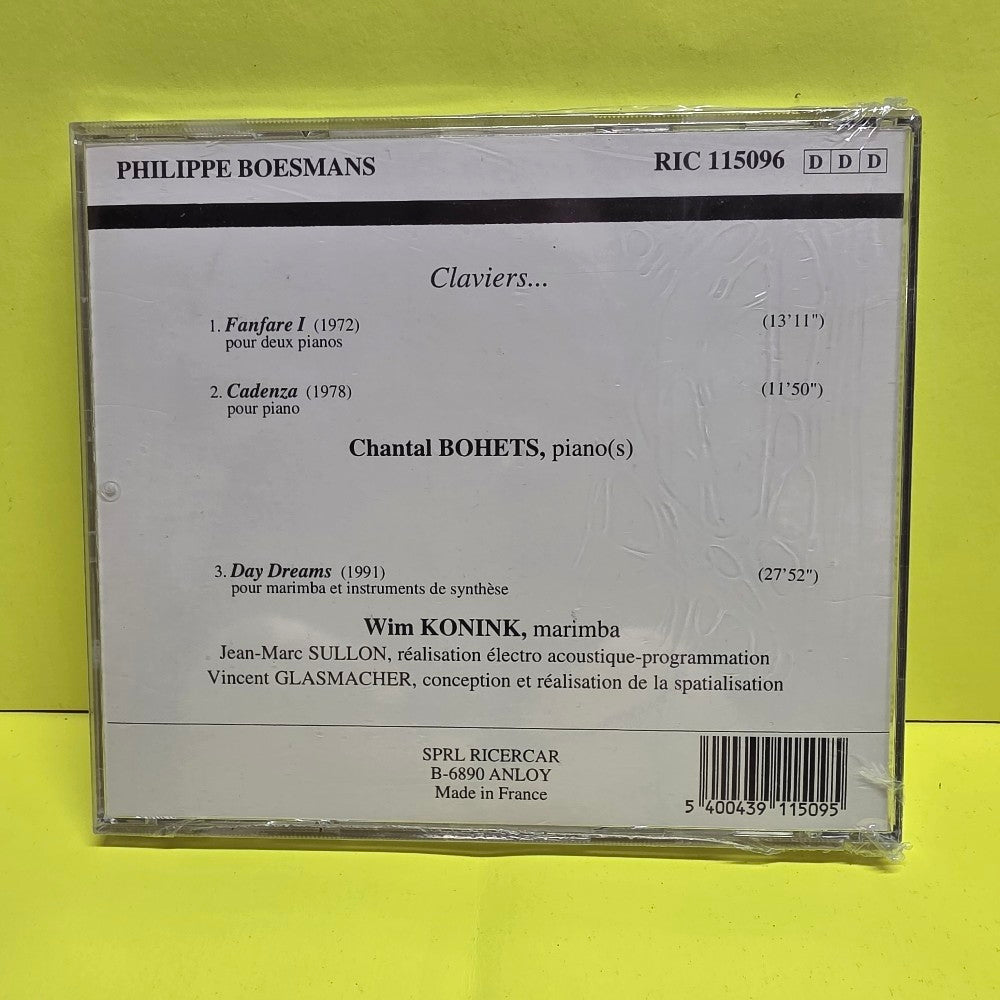 PHILIPPE BOESMANS
RIC 115096 D D D
Claviers...
1. Fanfare I (1972) (13'11")
pour deux pianos
2. Cadenza (1978) (11'50")
pour piano
Chantal BOHETS, piano(s)
3. Day Dreams (1991) (27'52")
pour marimba et instruments de synthèse
Wim KONINK, marimba
Jean-Marc SULLON, réalisation électro acoustique-programmation
Vincent GLASMACHER, conception et réalisation de la spatialisation
SPRL RICERCAR
B-6890 ANLOY
Made in France
5 400439 115095